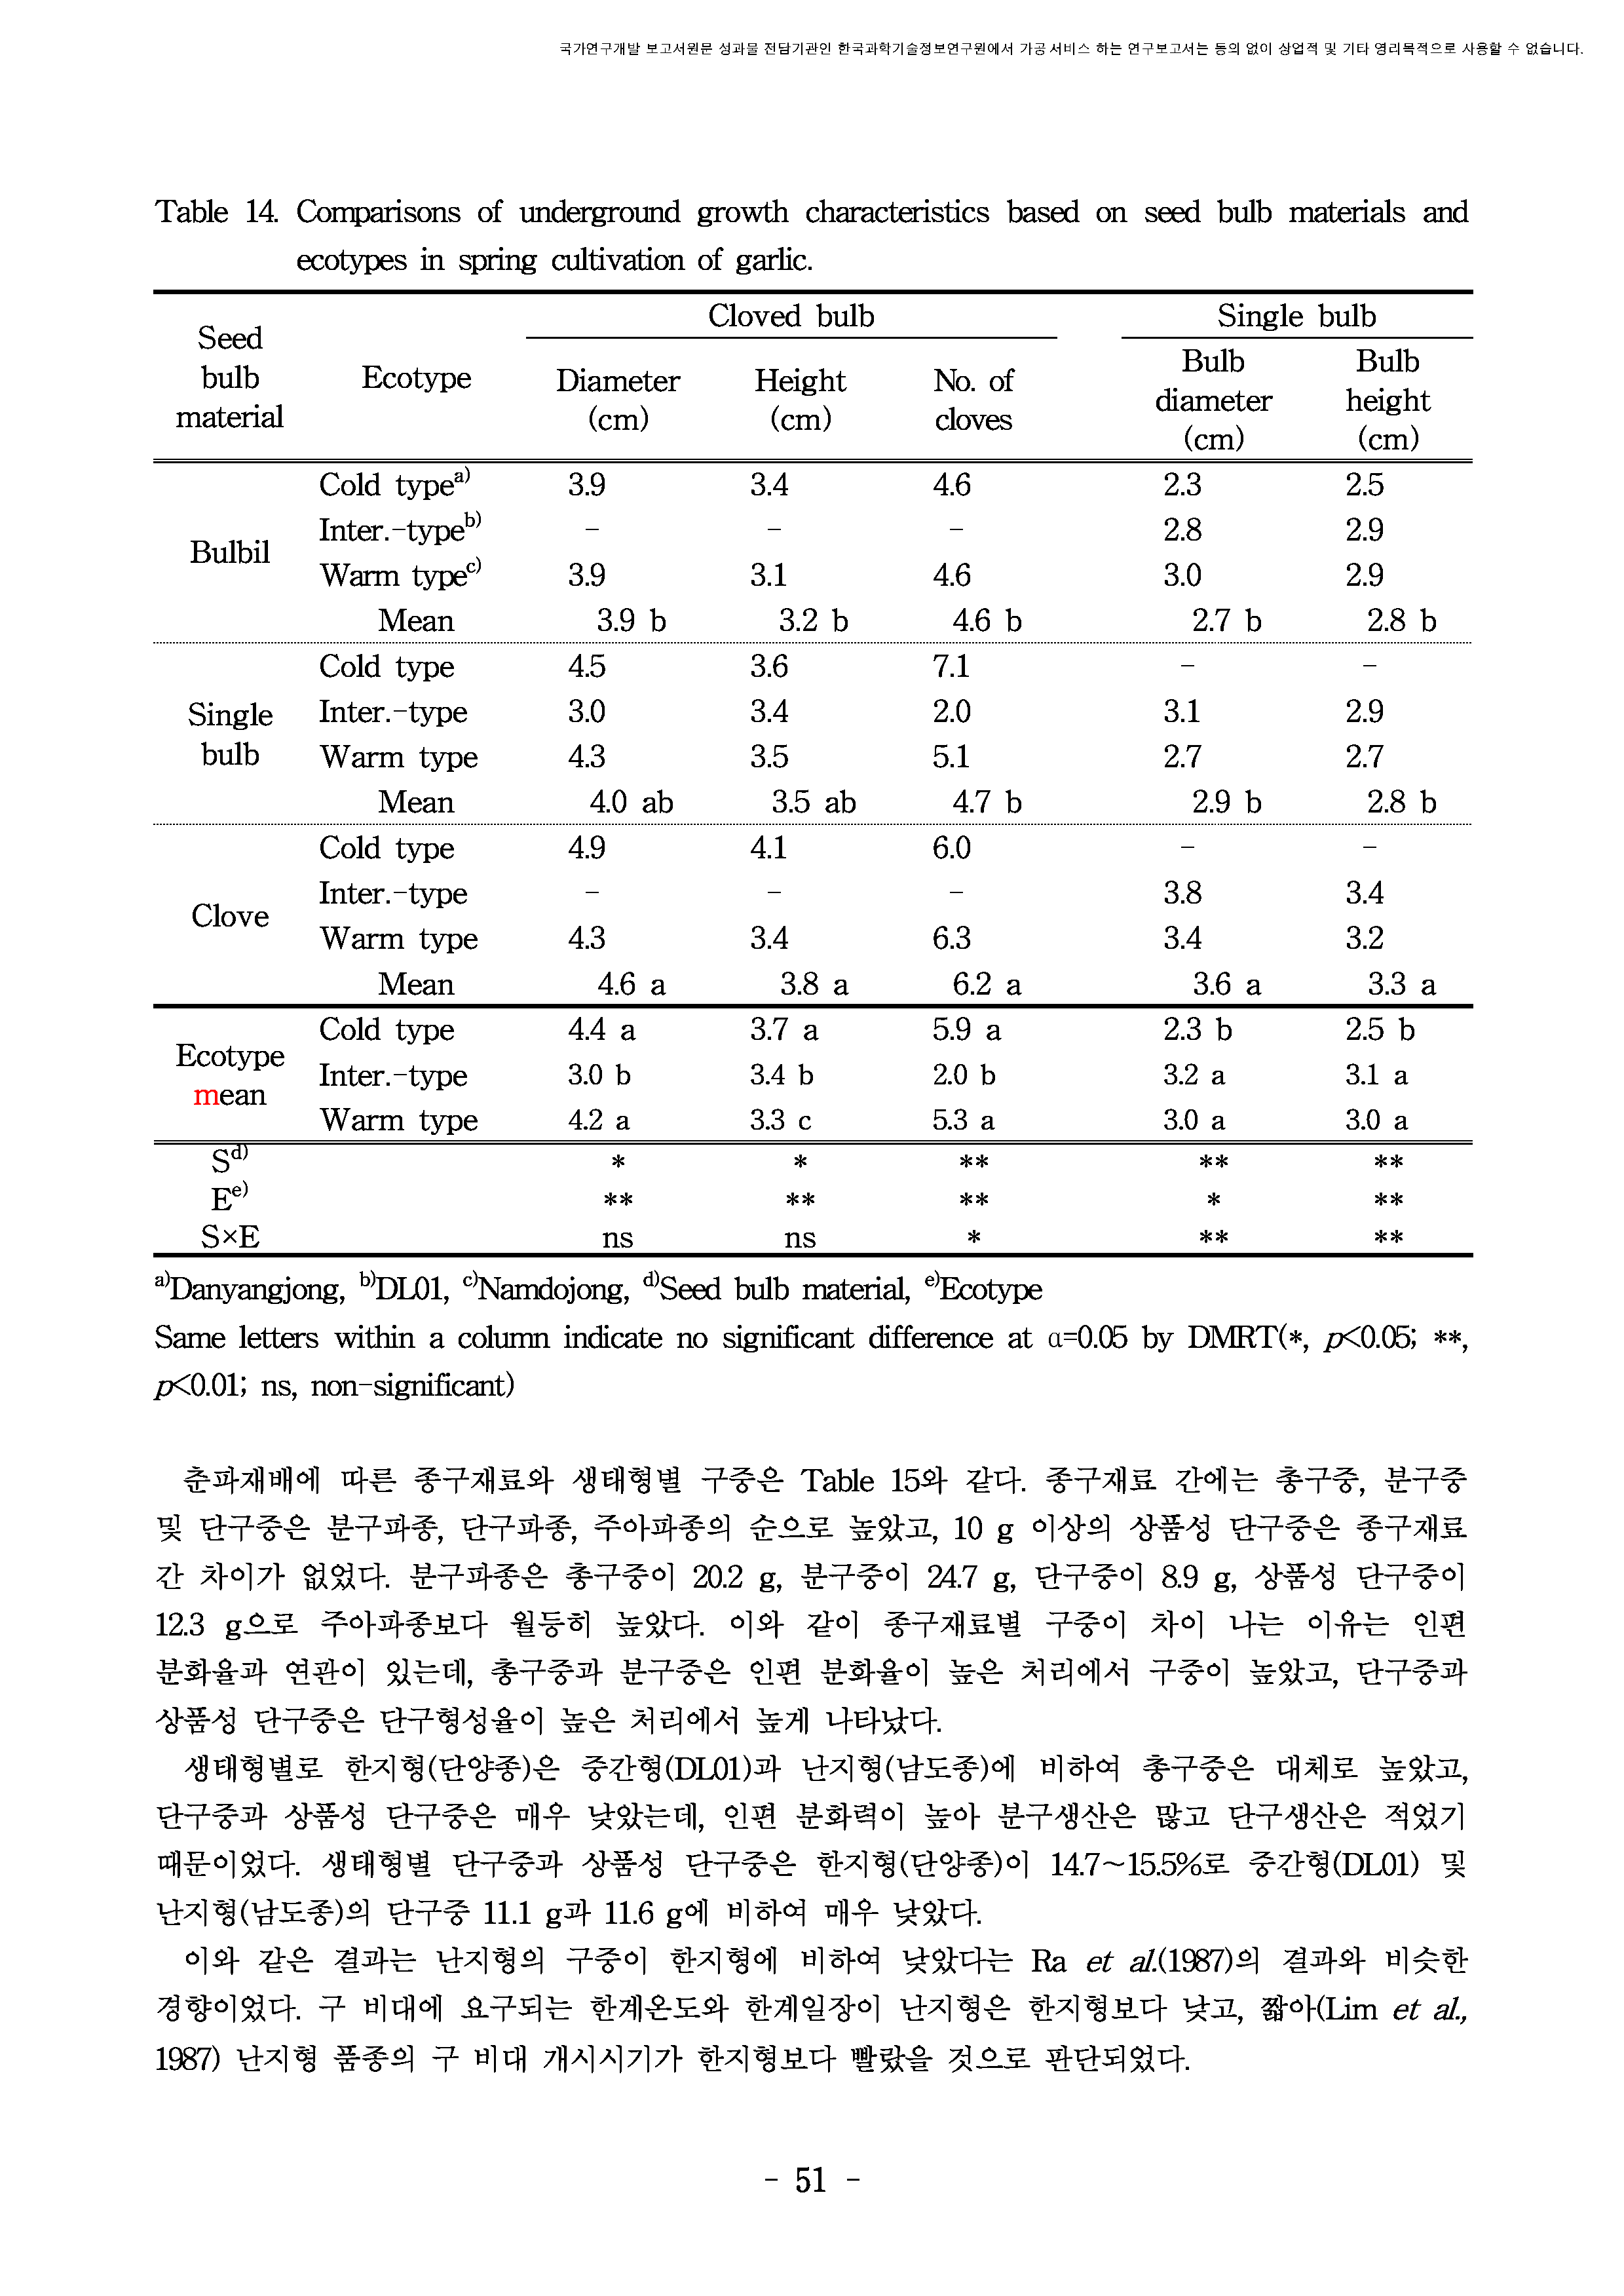 국가연구개발 보고서원문 성과물 전담기관인 한국과학기술정보연구원에서 가공·서비스 하는 연구보고서는 동의 없이 상업적 및 기타 영리목적으로 사용할 수 없습니다.
Table 14. Comparisons of underground growth characteristics based on seed bulb materials and
ecotypes in spring cultivation of garlic.
Seed bulb material Ecotype Cloved bulb Single bulb
Diameter (cm) Height (cm) No. of cloves Bulb diameter (cm) Bulb height (cm)
Bulbil
Cold type a) 3.9 3.4 4.6 2.3 2.5
Inter.-type b) - - - 2.8 2.9
Warm type c) 3.9 3.1 4.6 3.0 2.9
Mean 3.9 b 3.2 b 4.6 b 2.7 b 2.8 b
Single bulb
Cold type 4.5 3.6 7.1 - -
Inter.-type 3.0 3.4 2.0 3.1 2.9
Warm type 4.3 3.5 5.1 2.7 2.7
Mean 4.0 ab 3.5 ab 4.7 b 2.9 b 2.8 b
Clove
Cold type 4.9 4.1 6.0 - -
Inter.-type - - - 3.8 3.4
Warm type 4.3 3.4 6.3 3.4 3.2
Mean 4.6 a 3.8 a 6.2 a 3.6 a 3.3 a
Ecotype mean
Cold type 4.4 a 3.7 a 5.9 a 2.3 b 2.5 b
Inter.-type 3.0 b 3.4 b 2.0 b 3.2 a 3.1 a
Warm type 4.2 a 3.3 c 5.3 a 3.0 a 3.0 a
S d) * * ** ** **
E e) ** ** ** * **
S×E ns ns * ** **
a)Danyangjong, b)DL01, c)Namdojong, d)Seed bulb material, e)Ecotype
Same letters within a column indicate no significant difference at α=0.05 by DMRT(*, p<0.05; **,
p<0.01; ns, non-significant)
춘파재배에 따른 종구재료와 생태형별 구중은 Table 15와 같다. 종구재료 간에는 총구중, 분구중
및 단구중은 분구파종, 단구파종, 주아파종의 순으로 높았고, 10 g 이상의 상품성 단구중은 종구재료
간 차이가 없었다. 분구파종은 총구중이 20.2 g, 분구중이 24.7 g, 단구중이 8.9 g, 상품성 단구중이
12.3 g으로 주아파종보다 월등히 높았다. 이와 같이 종구재료별 구중이 차이 나는 이유는 인편
분화율과 연관이 있는데, 총구중과 분구중은 인편 분화율이 높은 처리에서 구중이 높았고, 단구중과
상품성 단구중은 단구형성율이 높은 처리에서 높게 나타났다.
생태형별로 한지형(단양종)은 중간형(DL01)과 난지형(남도종)에 비하여 총구중은 대체로 높았고,
단구중과 상품성 단구중은 매우 낮았는데, 인편 분화력이 높아 분구생산은 많고 단구생산은 적었기
때문이었다. 생태형별 단구중과 상품성 단구중은 한지형(단양종)이 14.7~15.5%로 중간형(DL01) 및
난지형(남도종)의 단구중 11.1 g과 11.6 g에 비하여 매우 낮았다.
이와 같은 결과는 난지형의 구중이 한지형에 비하여 낮았다는 Ra et al.(1987)의 결과와 비슷한
경향이었다. 구 비대에 요구되는 한계온도와 한계일장이 난지형은 한지형보다 낮고, 짧아(Lim et al.,
1987) 난지형 품종의 구 비대 개시시기가 한지형보다 빨랐을 것으로 판단되었다.
- 51 -